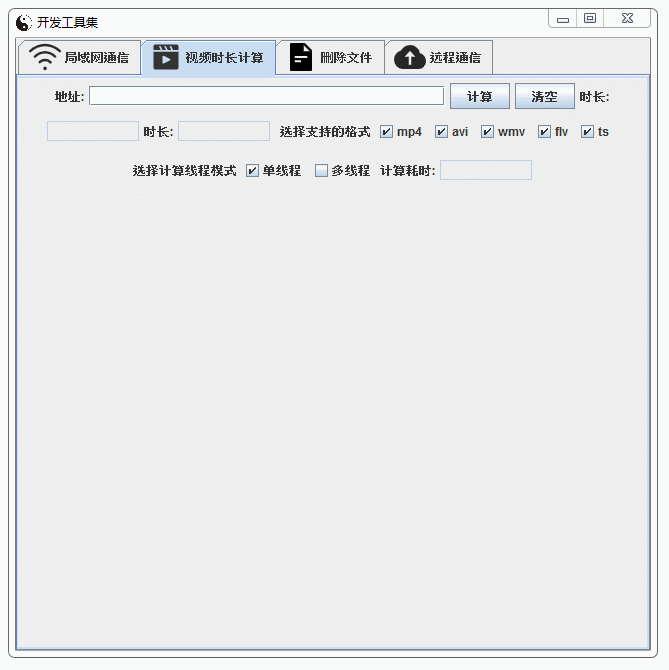 开发工具集
局域网通信 视频时长计算 删除文件 远程通信
地址: 计算 清空 时长:
时长: 选择支持的格式 mp4 avi wmv flv ts
选择计算线程模式 单线程 多线程 计算耗时: